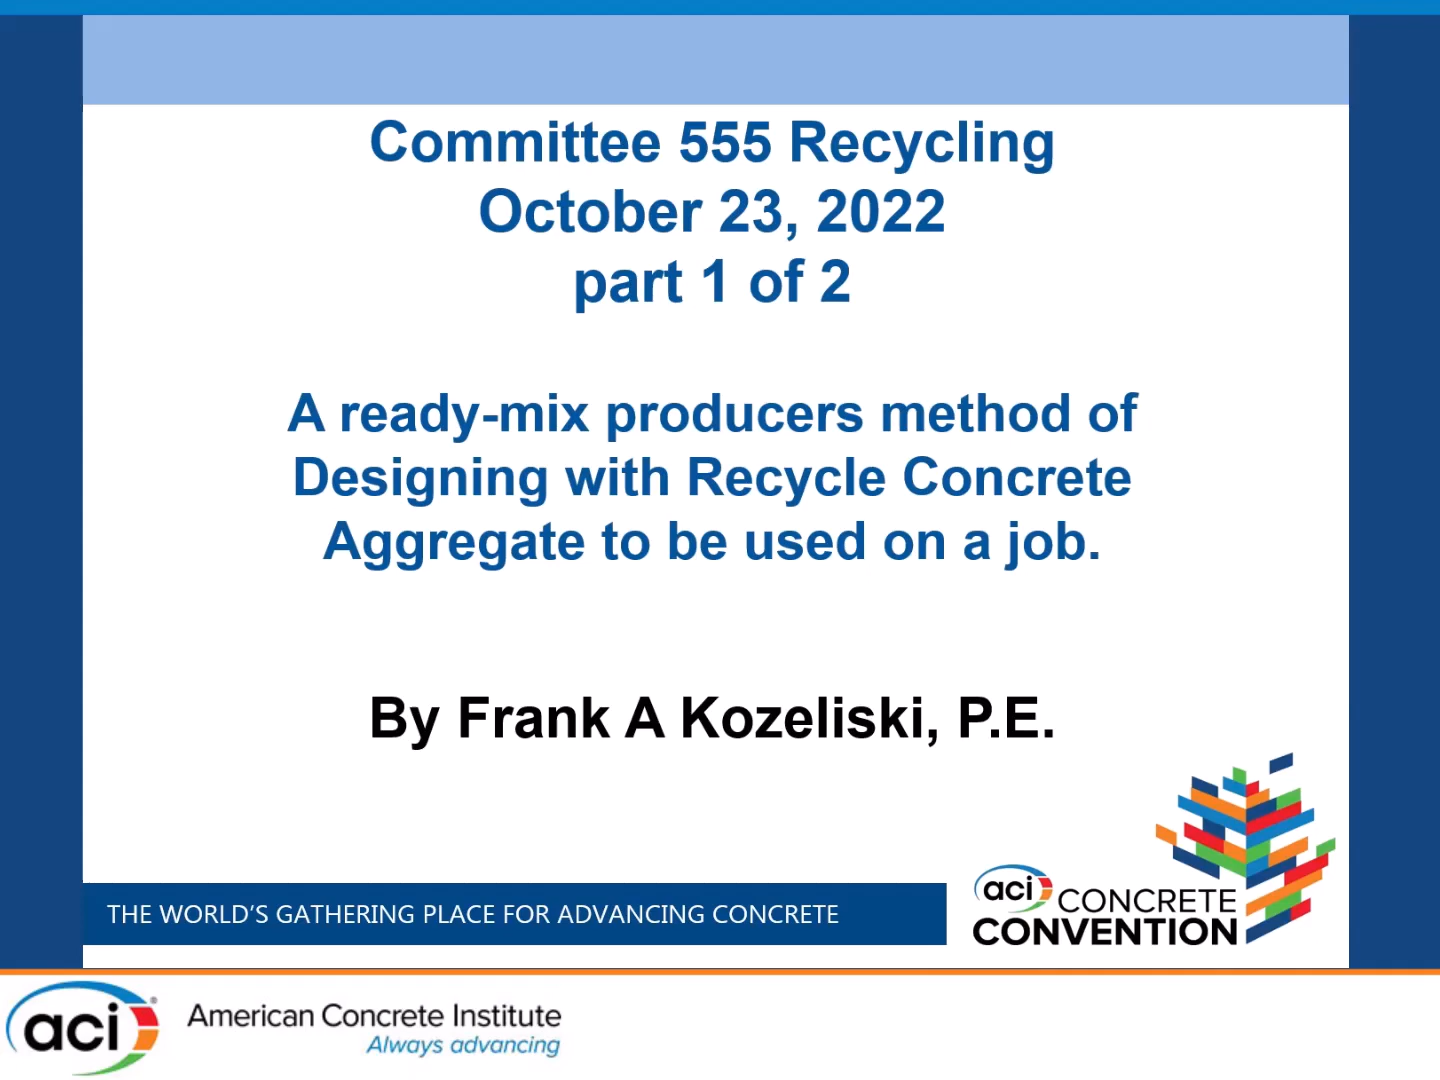 Committee 555 Recycling
October 23, 2022
part 1 of 2
A ready-mix producers method of
Designing with Recycle Concrete
Aggregate to be used on a job.
By Frank A Kozeliski, P.E.
THE WORLD'S GATHERING PLACE FOR ADVANCING CONCRETE
aci CONCRETE
CONVENTION
aci® American Concrete Institute
Always advancing